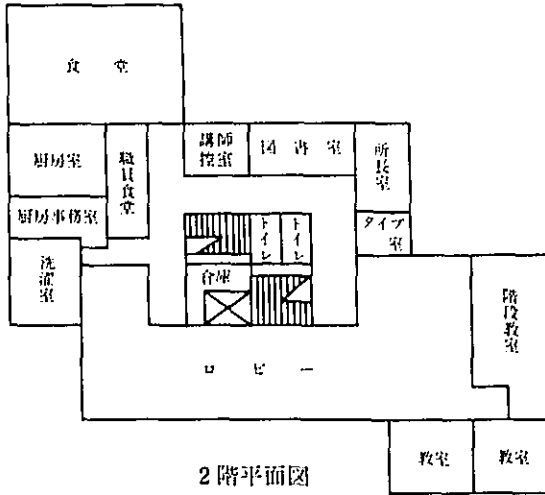 食堂
講師
控室
図書室
所長室
厨房室
職員食堂
厨房事務室
タイプ
室
トイレ
トイレ
洗濯室
倉庫
階段教室
ロビー
教室
教室
2階平面図